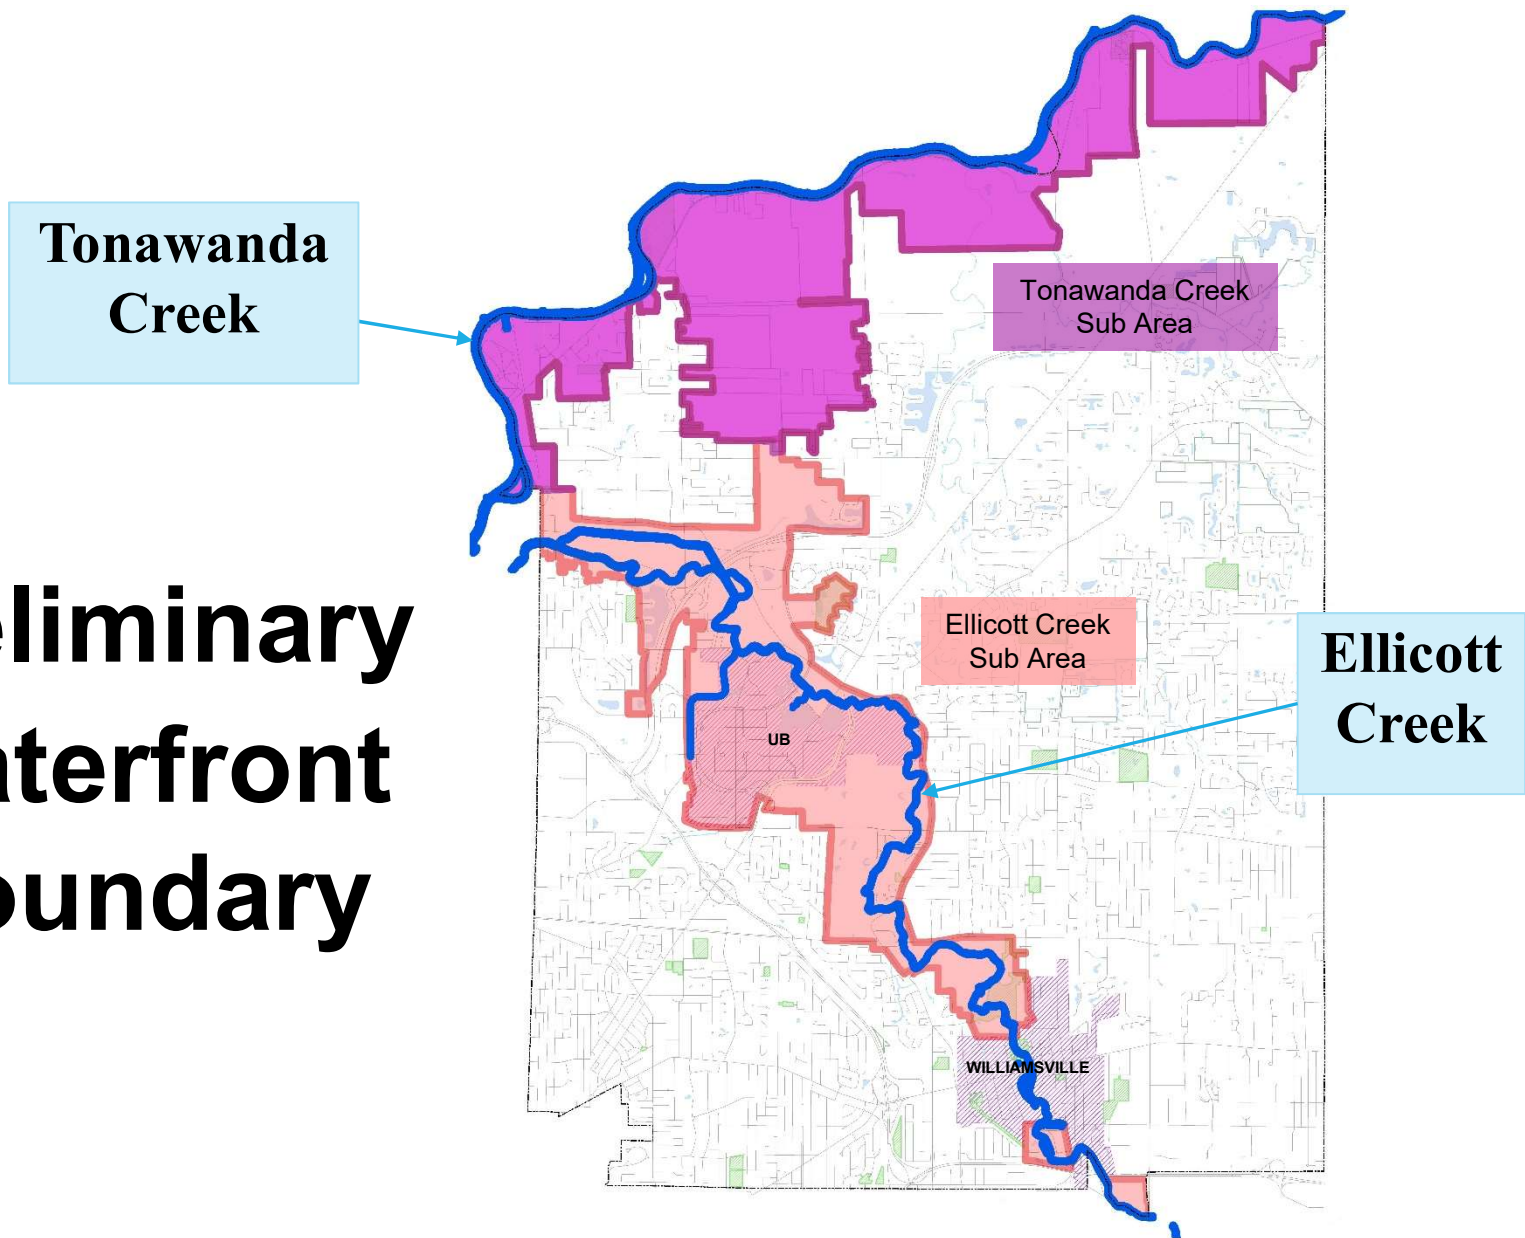 Tonawanda
Creek
Tonawanda Creek
Sub Area
eliminary
aterfront
oundary
Ellicott Creek
Sub Area
Ellicott
Creek
UB
WILLIAMSVILLE